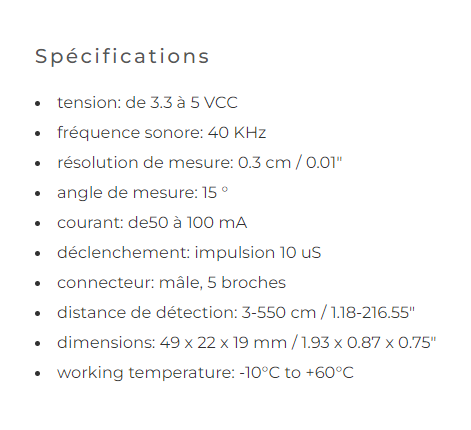 Spécifications
tension: de 3.3 à 5 VCC
fréquence sonore: 40 KHz
résolution de mesure: 0.3 cm / 0.01"
angle de mesure: 15 °
courant: de50 à 100 mA
déclenchement: impulsion 10 uS
connecteur: mâle, 5 broches
distance de détection: 3-550 cm / 1.18-216.55"
dimensions: 49 x 22 x 19 mm / 1.93 x 0.87 x 0.75"
working temperature: -10°C to +60°C